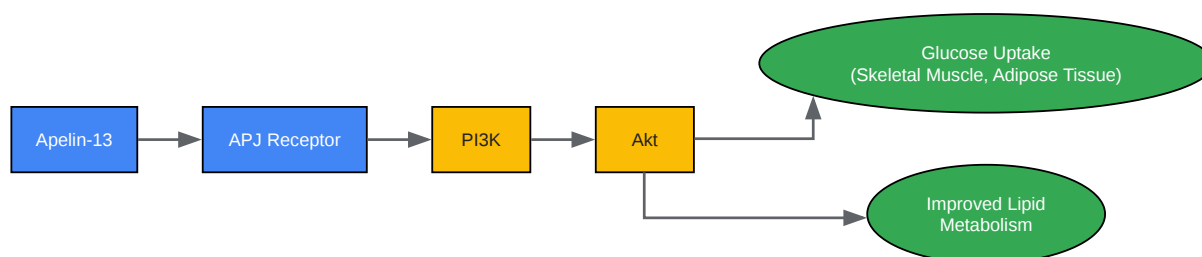 Apelin-13
APJ Receptor
PI3K
Akt
Glucose Uptake
(Skeletal Muscle, Adipose Tissue)
Improved Lipid
Metabolism